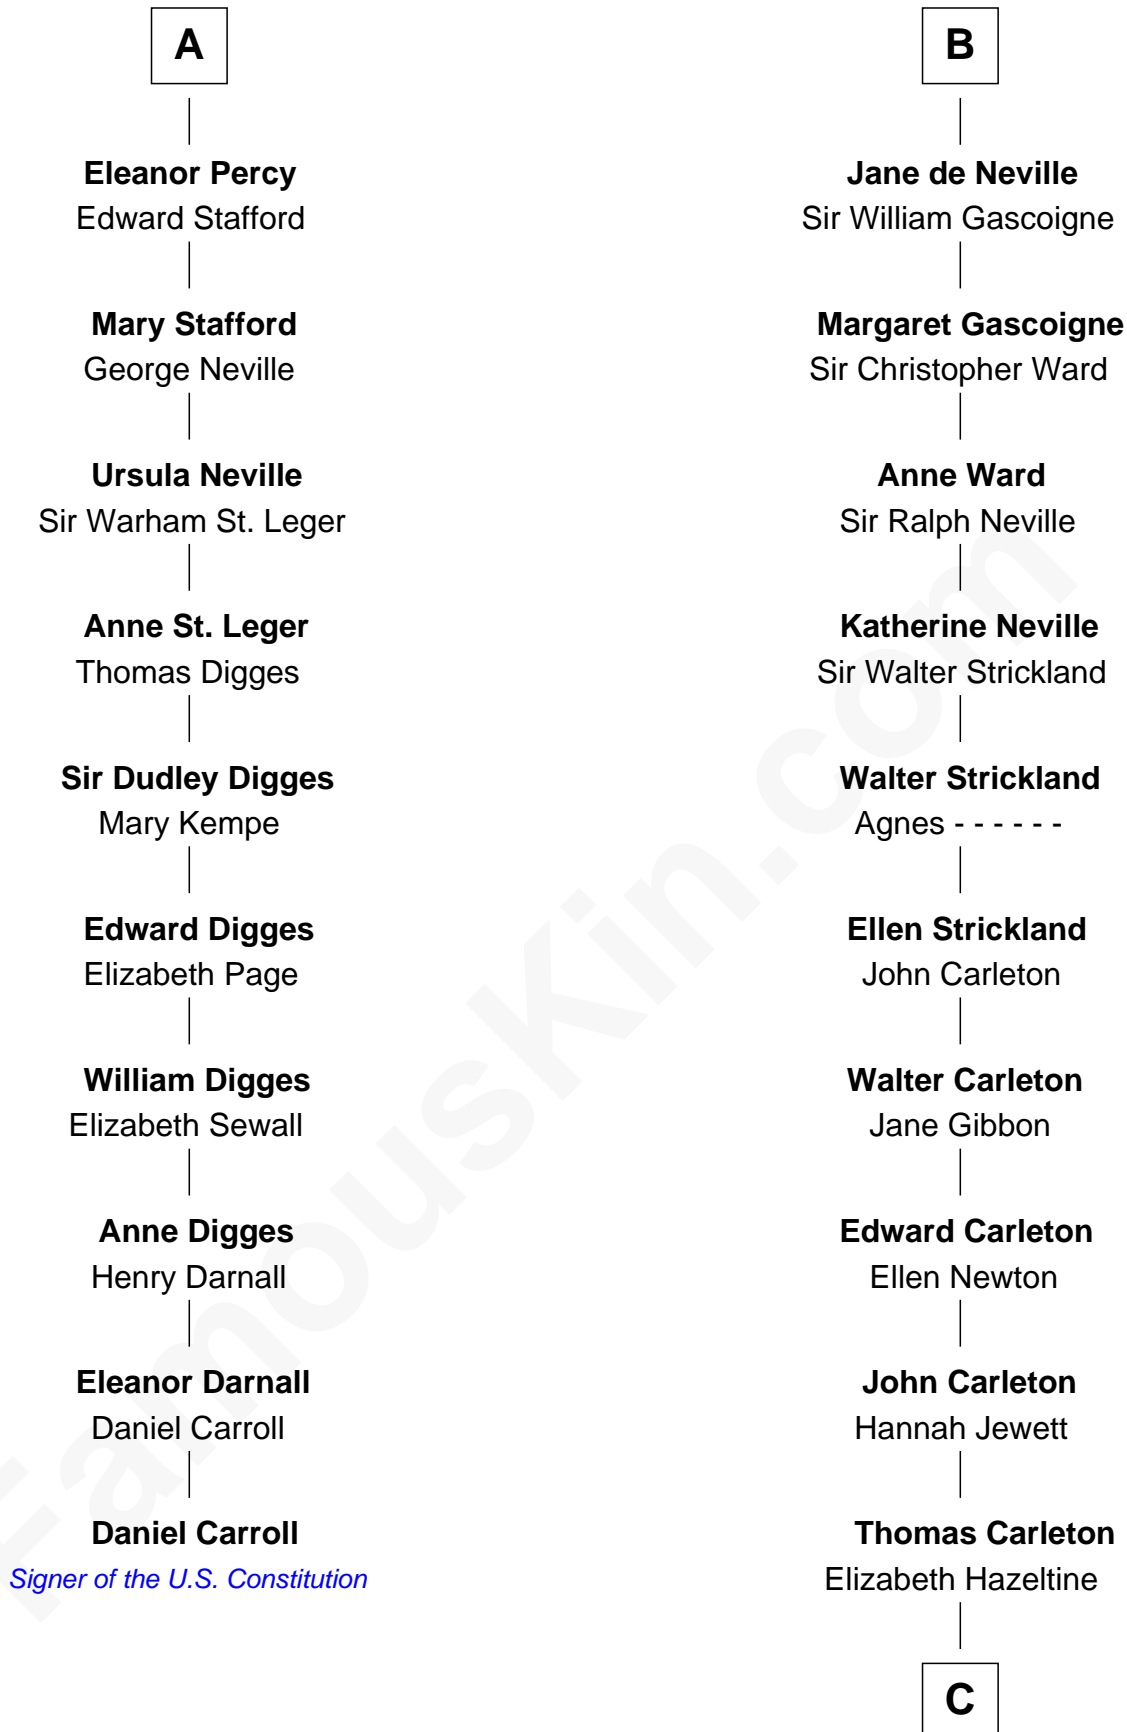 A
Eleanor Percy
Edward Stafford
Mary Stafford
George Neville
Ursula Neville
Sir Warham St. Leger
Anne St. Leger
Thomas Digges
Sir Dudley Digges
Mary Kempe
Edward Digges
Elizabeth Page
William Digges
Elizabeth Sewall
Anne Digges
Henry Darnall
Eleanor Darnall
Daniel Carroll
Daniel Carroll
Signer of the U.S. Constitution
B
Jane de Neville
Sir William Gascoigne
Margaret Gascoigne
Sir Christopher Ward
Anne Ward
Sir Ralph Neville
Katherine Neville
Sir Walter Strickland
Walter Strickland
Agnes - - - - - -
Ellen Strickland
John Carleton
Walter Carleton
Jane Gibbon
Edward Carleton
Ellen Newton
John Carleton
Hannah Jewett
Thomas Carleton
Elizabeth Hazeltine
C
FamousKin.com